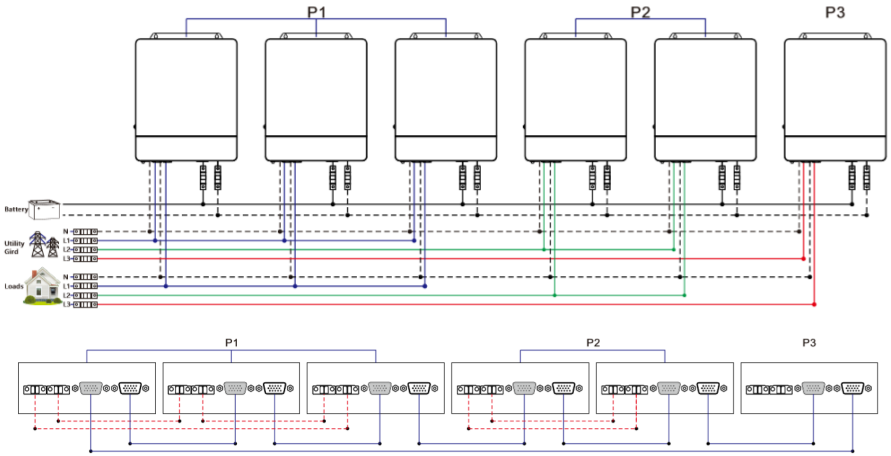 P1 P2 P3
Battery
N
Utility L1
Gird L2
L3
N
Loads L1
L2
L3
P1 P2 P3